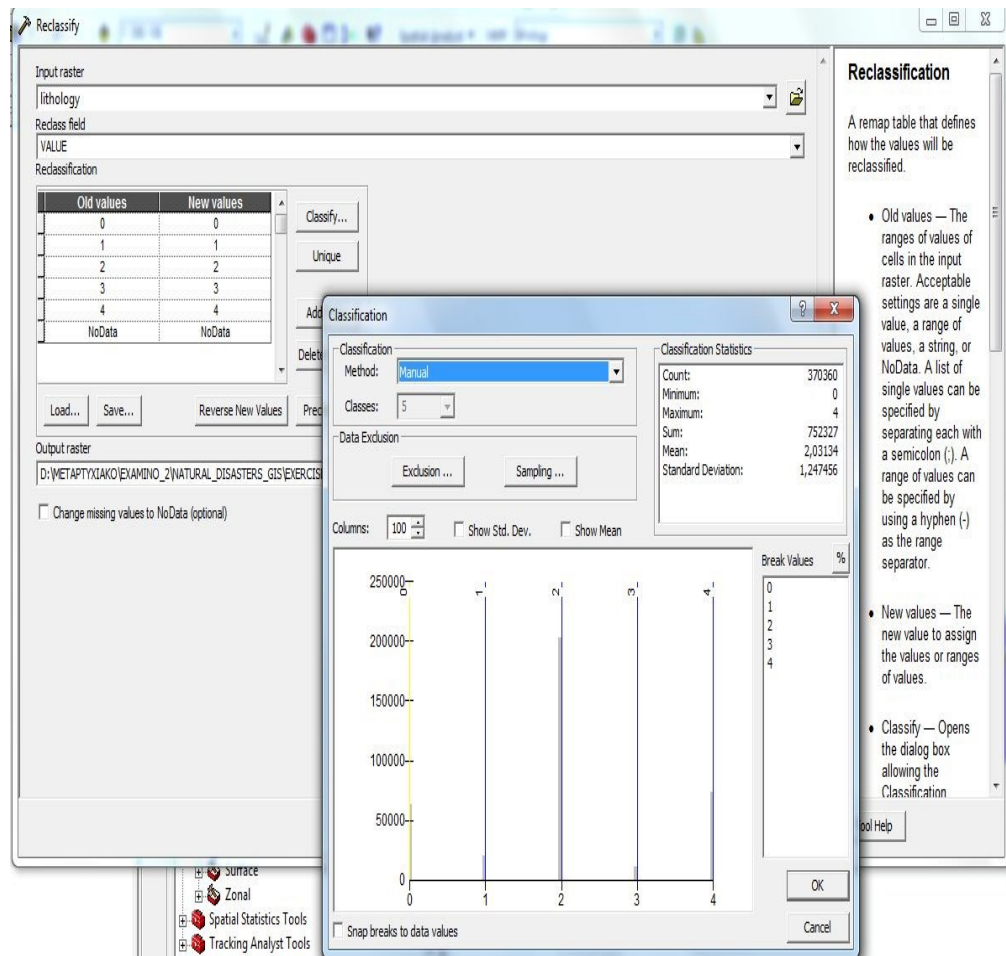 Reclassify
Input raster
lithology
Reclass field
VALUE
Reclassification
Old values New values
0 0
1 1
2 2
3 3
4 4
NoData NoData
Classify...
Unique
Add
Delete
Load... Save... Reverse New Values Prec
Output raster
D:\METAPTYXIAKO\EXAMINO_2\NATURAL_DISASTERS_GIS\EXERCIS
Change missing values to NoData (optional)
Reclassification
A remap table that defines
how the values will be
reclassified.
• Old values — The
ranges of values of
cells in the input
raster. Acceptable
settings are a single
value, a range of
values, a string, or
NoData. A list of
single values can be
specified by
separating each with
a semicolon (;). A
range of values can
be specified by
using a hyphen (-)
as the range
separator.
• New values — The
new value to assign
the values or ranges
of values.
• Classify — Opens
the dialog box
allowing the
Classification
ool Help
Classification
Classification
Method: Manual
Classes: 5
Data Exclusion
Exclusion ... Sampling ...
Classification Statistics
Count: 370360
Minimum: 0
Maximum: 4
Sum: 752327
Mean: 2,03134
Standard Deviation: 1,247456
Columns: 100 Show Std. Dev. Show Mean
Break Values %
0
1
2
3
4
0 1 2 3 4
250000
200000
150000
100000
50000
0
0 1 2 3 4
OK
Cancel
Snap breaks to data values
Surface
Zonal
Spatial Statistics Tools
Tracking Analyst Tools